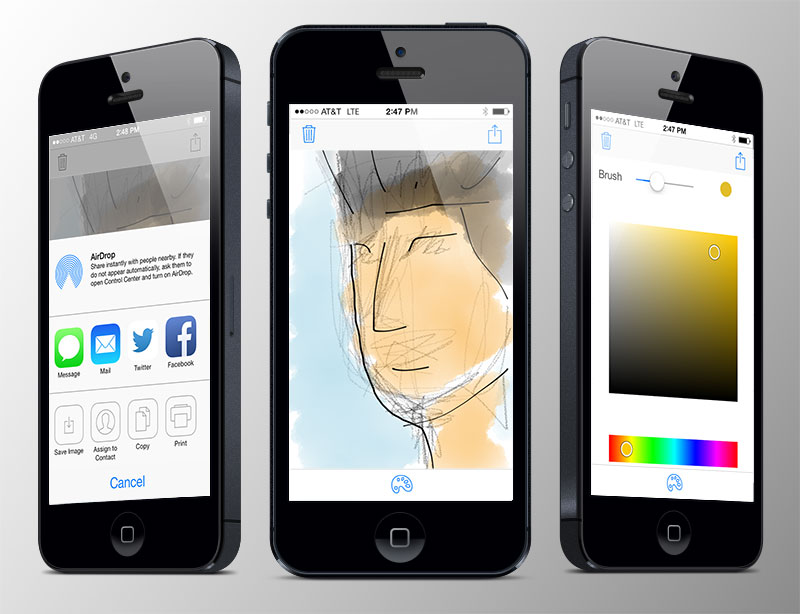 AT&T 4G 2:48 PM
AirDrop
Share instantly with people nearby. If they
do not appear automatically, ask them to
open Control Center and turn on AirDrop.
Message
Mail
Twitter
Facebook
Save Image
Assign to
Contact
Copy
Print
Cancel
AT&T LTE 2:47 PM
AT&T LTE 2:47 PM
Brush